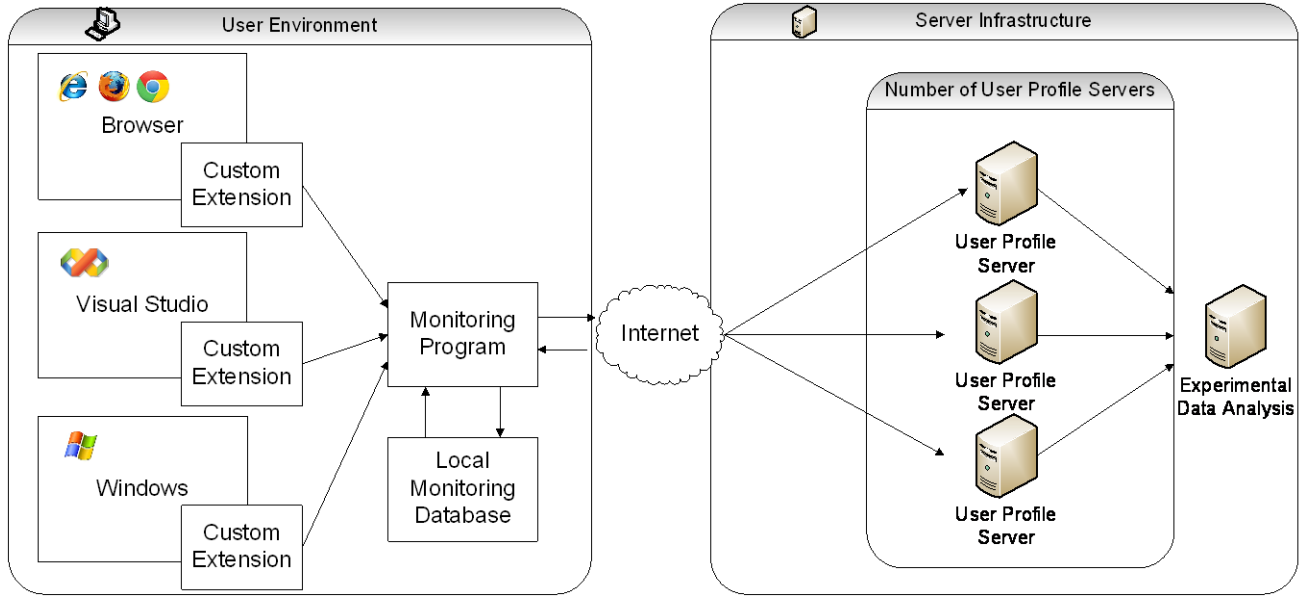 User Environment
Browser
Custom
Extension
Visual Studio
Custom
Extension
Windows
Custom
Extension
Monitoring
Program
Local
Monitoring
Database
Internet
Server Infrastructure
Number of User Profile Servers
User Profile
Server
User Profile
Server
User Profile
Server
Experimental
Data Analysis